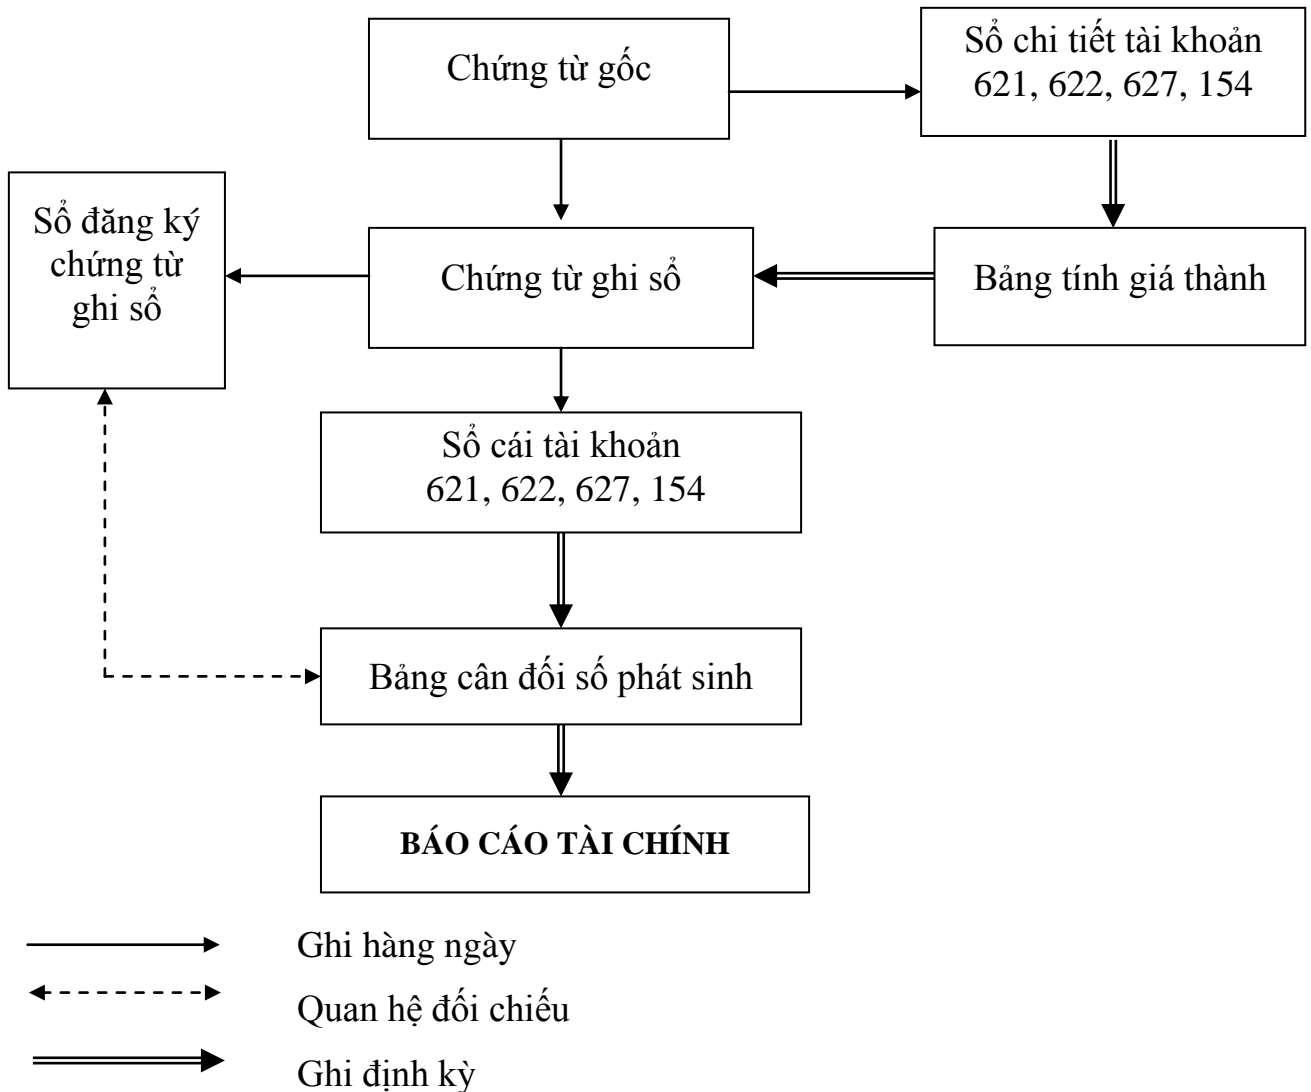 Chứng từ gốc
Sổ chi tiết tài khoản
621, 622, 627, 154
Sổ đăng ký
chứng từ
ghi sổ
Chứng từ ghi sổ
Bảng tính giá thành
Sổ cái tài khoản
621, 622, 627, 154
Bảng cân đối số phát sinh
BÁO CÁO TÀI CHÍNH
Ghi hàng ngày
Quan hệ đối chiếu
Ghi định kỳ